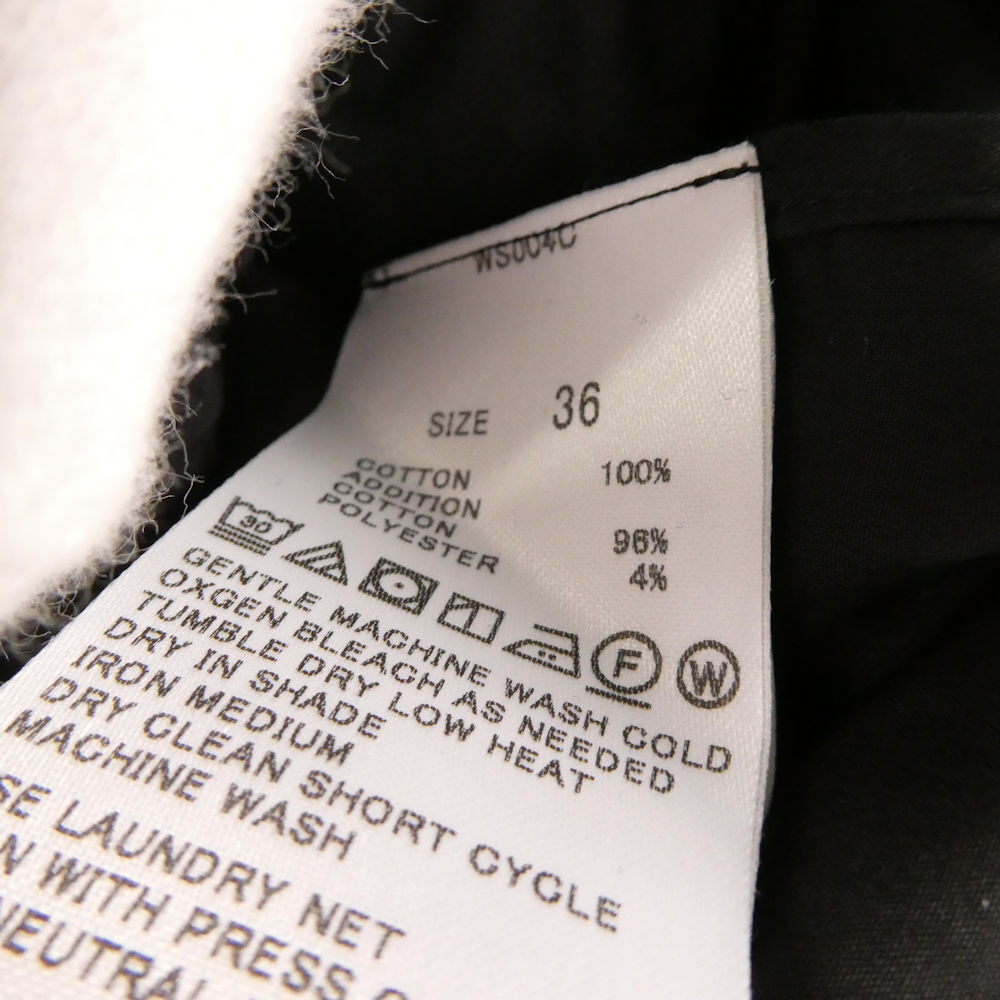 WS004C
SIZE 36
COTTON 100%
ADDITION
COTTON 96%
POLYESTER 4%
30
F W
GENTLE MACHINE WASH COLD
OXGEN BLEACH AS NEEDED
TUMBLE DRY LOW HEAT
DRY IN SHADE
IRON MEDIUM
DRY CLEAN SHORT CYCLE
MACHINE WASH
SE LAUNDRY NET
N WITH PRESS
NEUTRAL